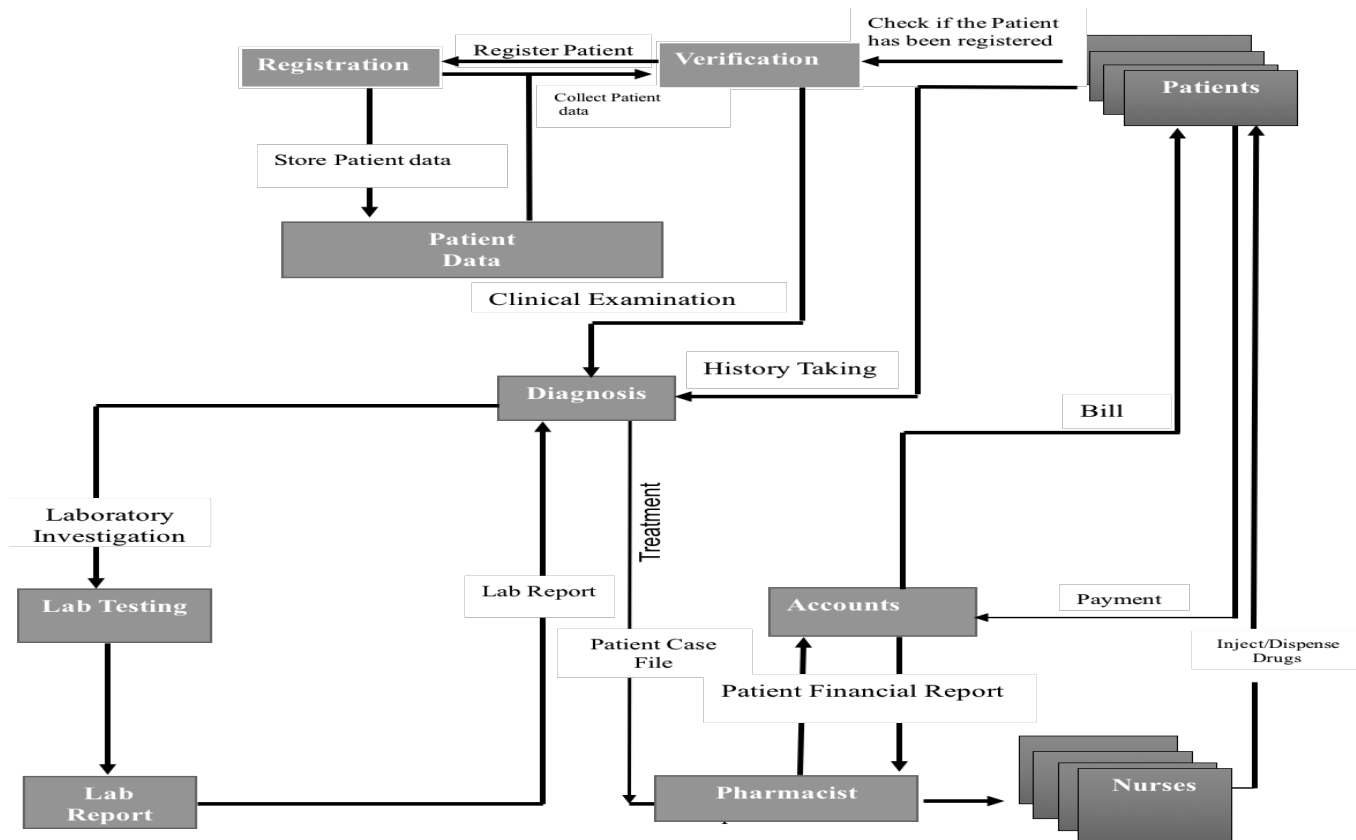 Check if the Patient
has been registered
Register Patient
Registration
Verification
Patients
Collect Patient
data
Store Patient data
Patient
Data
Clinical Examination
History Taking
Diagnosis
Bill
Laboratory
Investigation
Treatment
Lab Testing
Lab Report
Accounts
Payment
Patient Case
File
Inject/Dispense
Drugs
Patient Financial Report
Lab
Report
Pharmacist
Nurses